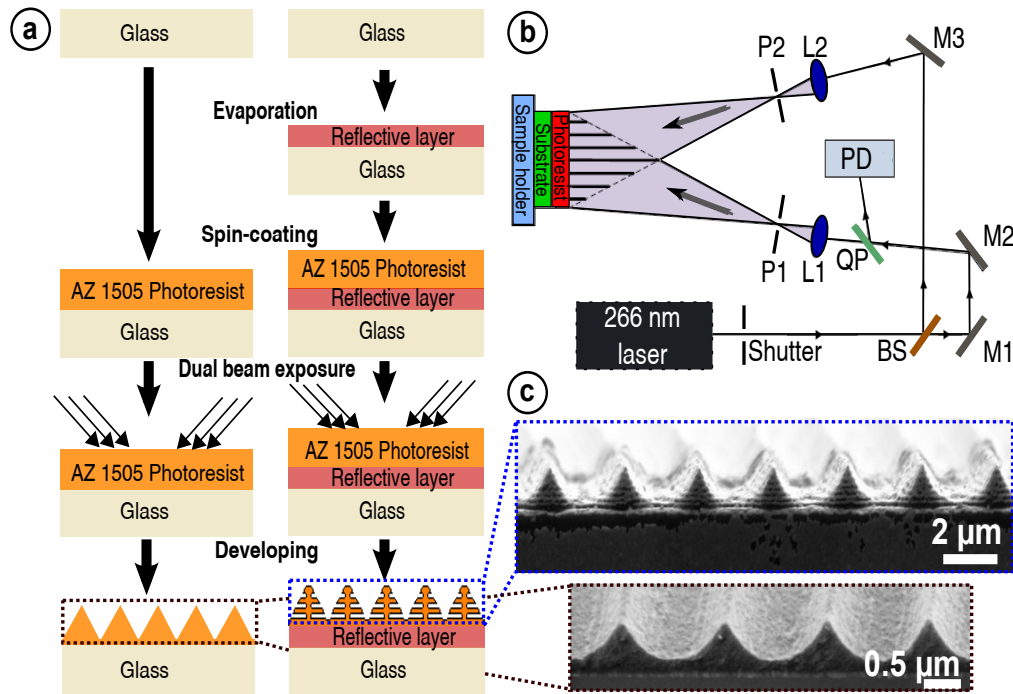 a
Glass
Glass
Evaporation
Reflective layer
Glass
Spin-coating
AZ 1505 Photoresist
Glass
AZ 1505 Photoresist
Reflective layer
Glass
Dual beam exposure
AZ 1505 Photoresist
Glass
AZ 1505 Photoresist
Reflective layer
Glass
Developing
Glass
Reflective layer
Glass
b
P2
L2
M3
Sample holder
Substrate
Photoresist
PD
P1
L1
QP
M2
266 nm
laser
Shutter
BS
M1
c
2 µm
0.5 µm